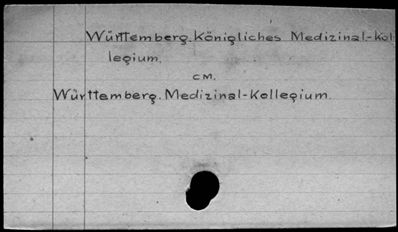 Württemberg. Königliches Medizinal-Kol
legium.
cm.
Württemberg. Medizinal-Kollegium.